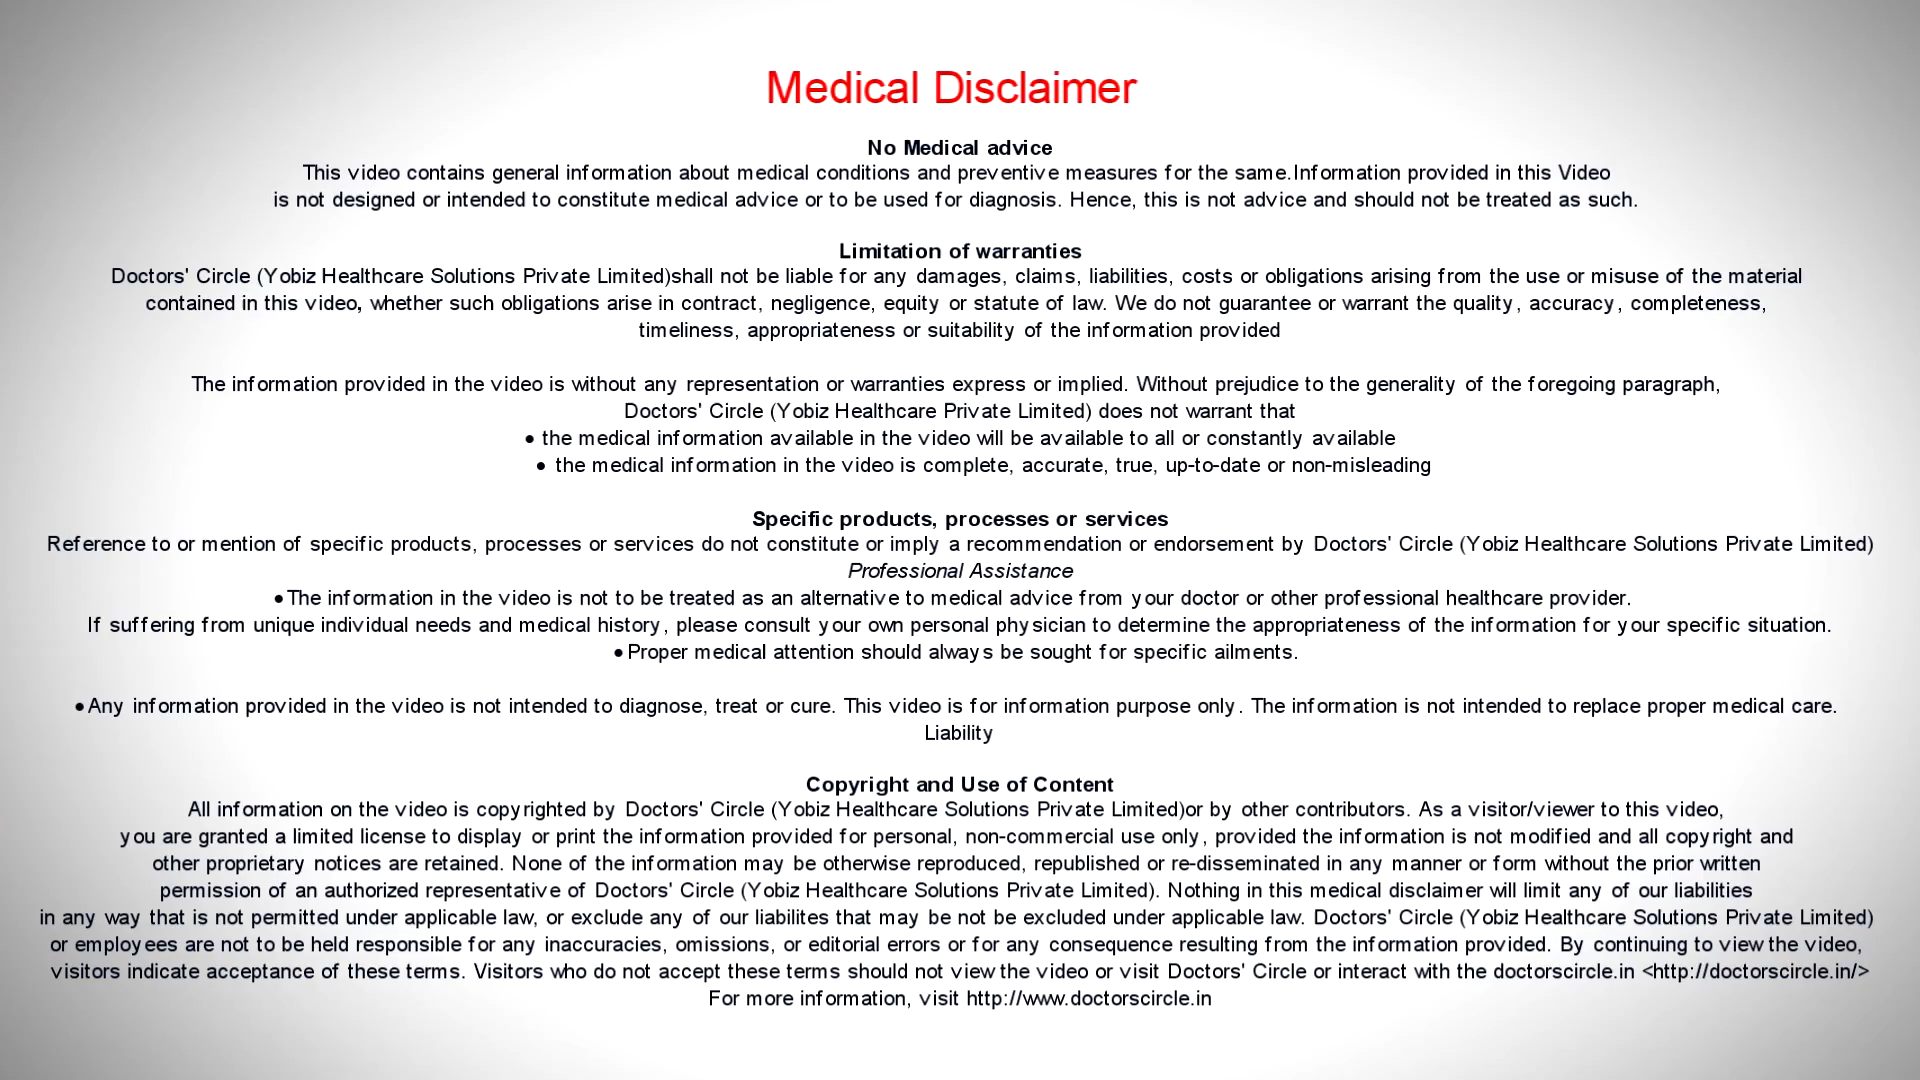 Medical Disclaimer
No Medical advice
This video contains general information about medical conditions and preventive measures for the same.Information provided in this Video
is not designed or intended to constitute medical advice or to be used for diagnosis. Hence, this is not advice and should not be treated as such.
Limitation of warranties
Doctors' Circle (Yobiz Healthcare Solutions Private Limited)shall not be liable for any damages, claims, liabilities, costs or obligations arising from the use or misuse of the material
contained in this video, whether such obligations arise in contract, negligence, equity or statute of law. We do not guarantee or warrant the quality, accuracy, completeness,
timeliness, appropriateness or suitability of the information provided
The information provided in the video is without any representation or warranties express or implied. Without prejudice to the generality of the foregoing paragraph,
Doctors' Circle (Yobiz Healthcare Private Limited) does not warrant that
• the medical information available in the video will be available to all or constantly available
• the medical information in the video is complete, accurate, true, up-to-date or non-misleading
Specific products, processes or services
Reference to or mention of specific products, processes or services do not constitute or imply a recommendation or endorsement by Doctors' Circle (Yobiz Healthcare Solutions Private Limited)
Professional Assistance
•The information in the video is not to be treated as an alternative to medical advice from your doctor or other professional healthcare provider.
If suffering from unique individual needs and medical history, please consult your own personal physician to determine the appropriateness of the information for your specific situation.
•Proper medical attention should always be sought for specific ailments.
•Any information provided in the video is not intended to diagnose, treat or cure. This video is for information purpose only. The information is not intended to replace proper medical care.
Liability
Copyright and Use of Content
All information on the video is copyrighted by Doctors' Circle (Yobiz Healthcare Solutions Private Limited)or by other contributors. As a visitor/viewer to this video,
you are granted a limited license to display or print the information provided for personal, non-commercial use only, provided the information is not modified and all copyright and
other proprietary notices are retained. None of the information may be otherwise reproduced, republished or re-disseminated in any manner or form without the prior written
permission of an authorized representative of Doctors' Circle (Yobiz Healthcare Solutions Private Limited). Nothing in this medical disclaimer will limit any of our liabilities
in any way that is not permitted under applicable law, or exclude any of our liabilites that may be not be excluded under applicable law. Doctors' Circle (Yobiz Healthcare Solutions Private Limited)
or employees are not to be held responsible for any inaccuracies, omissions, or editorial errors or for any consequence resulting from the information provided. By continuing to view the video,
visitors indicate acceptance of these terms. Visitors who do not accept these terms should not view the video or visit Doctors' Circle or interact with the doctorscircle.in <http://doctorscircle.in/>
For more information, visit http://www.doctorscircle.in